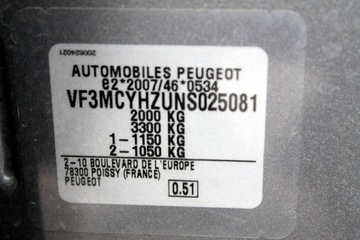 200624021
AUTOMOBILES PEUGEOT
e2*2007/46*0534
VF3MCYHZUNS025081
2000 KG
3300 KG
1-1150 KG
2-1050 KG
2-10 BOULEVARD DE L'EUROPE
78300 POISSY (FRANCE)
PEUGEOT
0.51